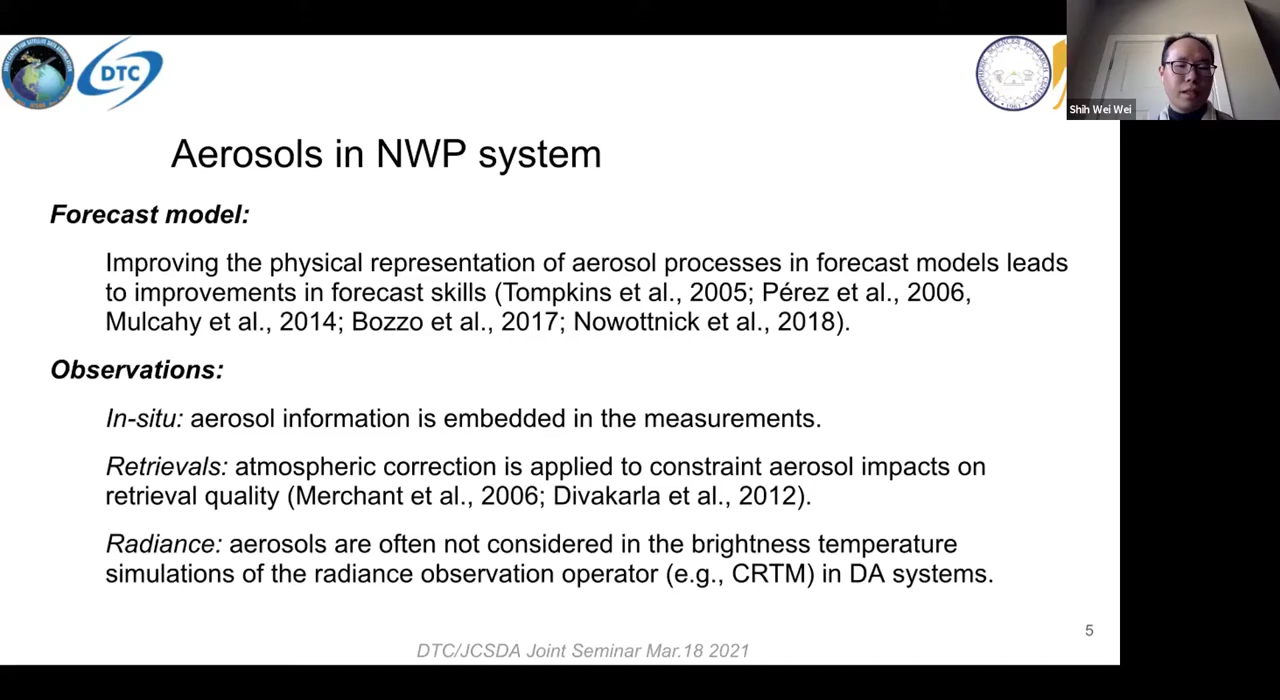 DTC
Shih Wei Wei
Aerosols in NWP system
Forecast model:
Improving the physical representation of aerosol processes in forecast models leads
to improvements in forecast skills (Tompkins et al., 2005; Pérez et al., 2006,
Mulcahy et al., 2014; Bozzo et al., 2017; Nowottnick et al., 2018).
Observations:
In-situ: aerosol information is embedded in the measurements.
Retrievals: atmospheric correction is applied to constraint aerosol impacts on
retrieval quality (Merchant et al., 2006; Divakarla et al., 2012).
Radiance: aerosols are often not considered in the brightness temperature
simulations of the radiance observation operator (e.g., CRTM) in DA systems.
5
DTC/JCSDA Joint Seminar Mar.18 2021